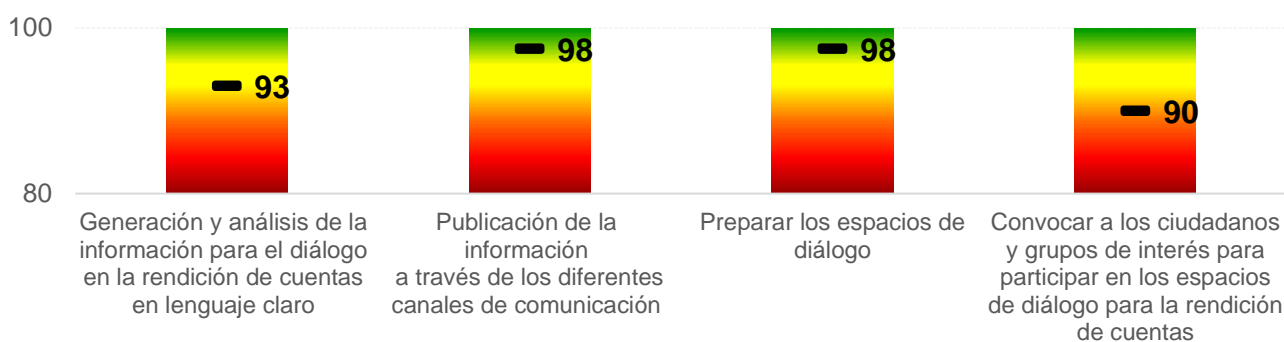 100
93
98
98
90
80
Generación y análisis de la
información para el diálogo
en la rendición de cuentas
en lenguaje claro
Publicación de la
información
a través de los diferentes
canales de comunicación
Preparar los espacios de
diálogo
Convocar a los ciudadanos
y grupos de interés para
participar en los espacios
de diálogo para la rendición
de cuentas